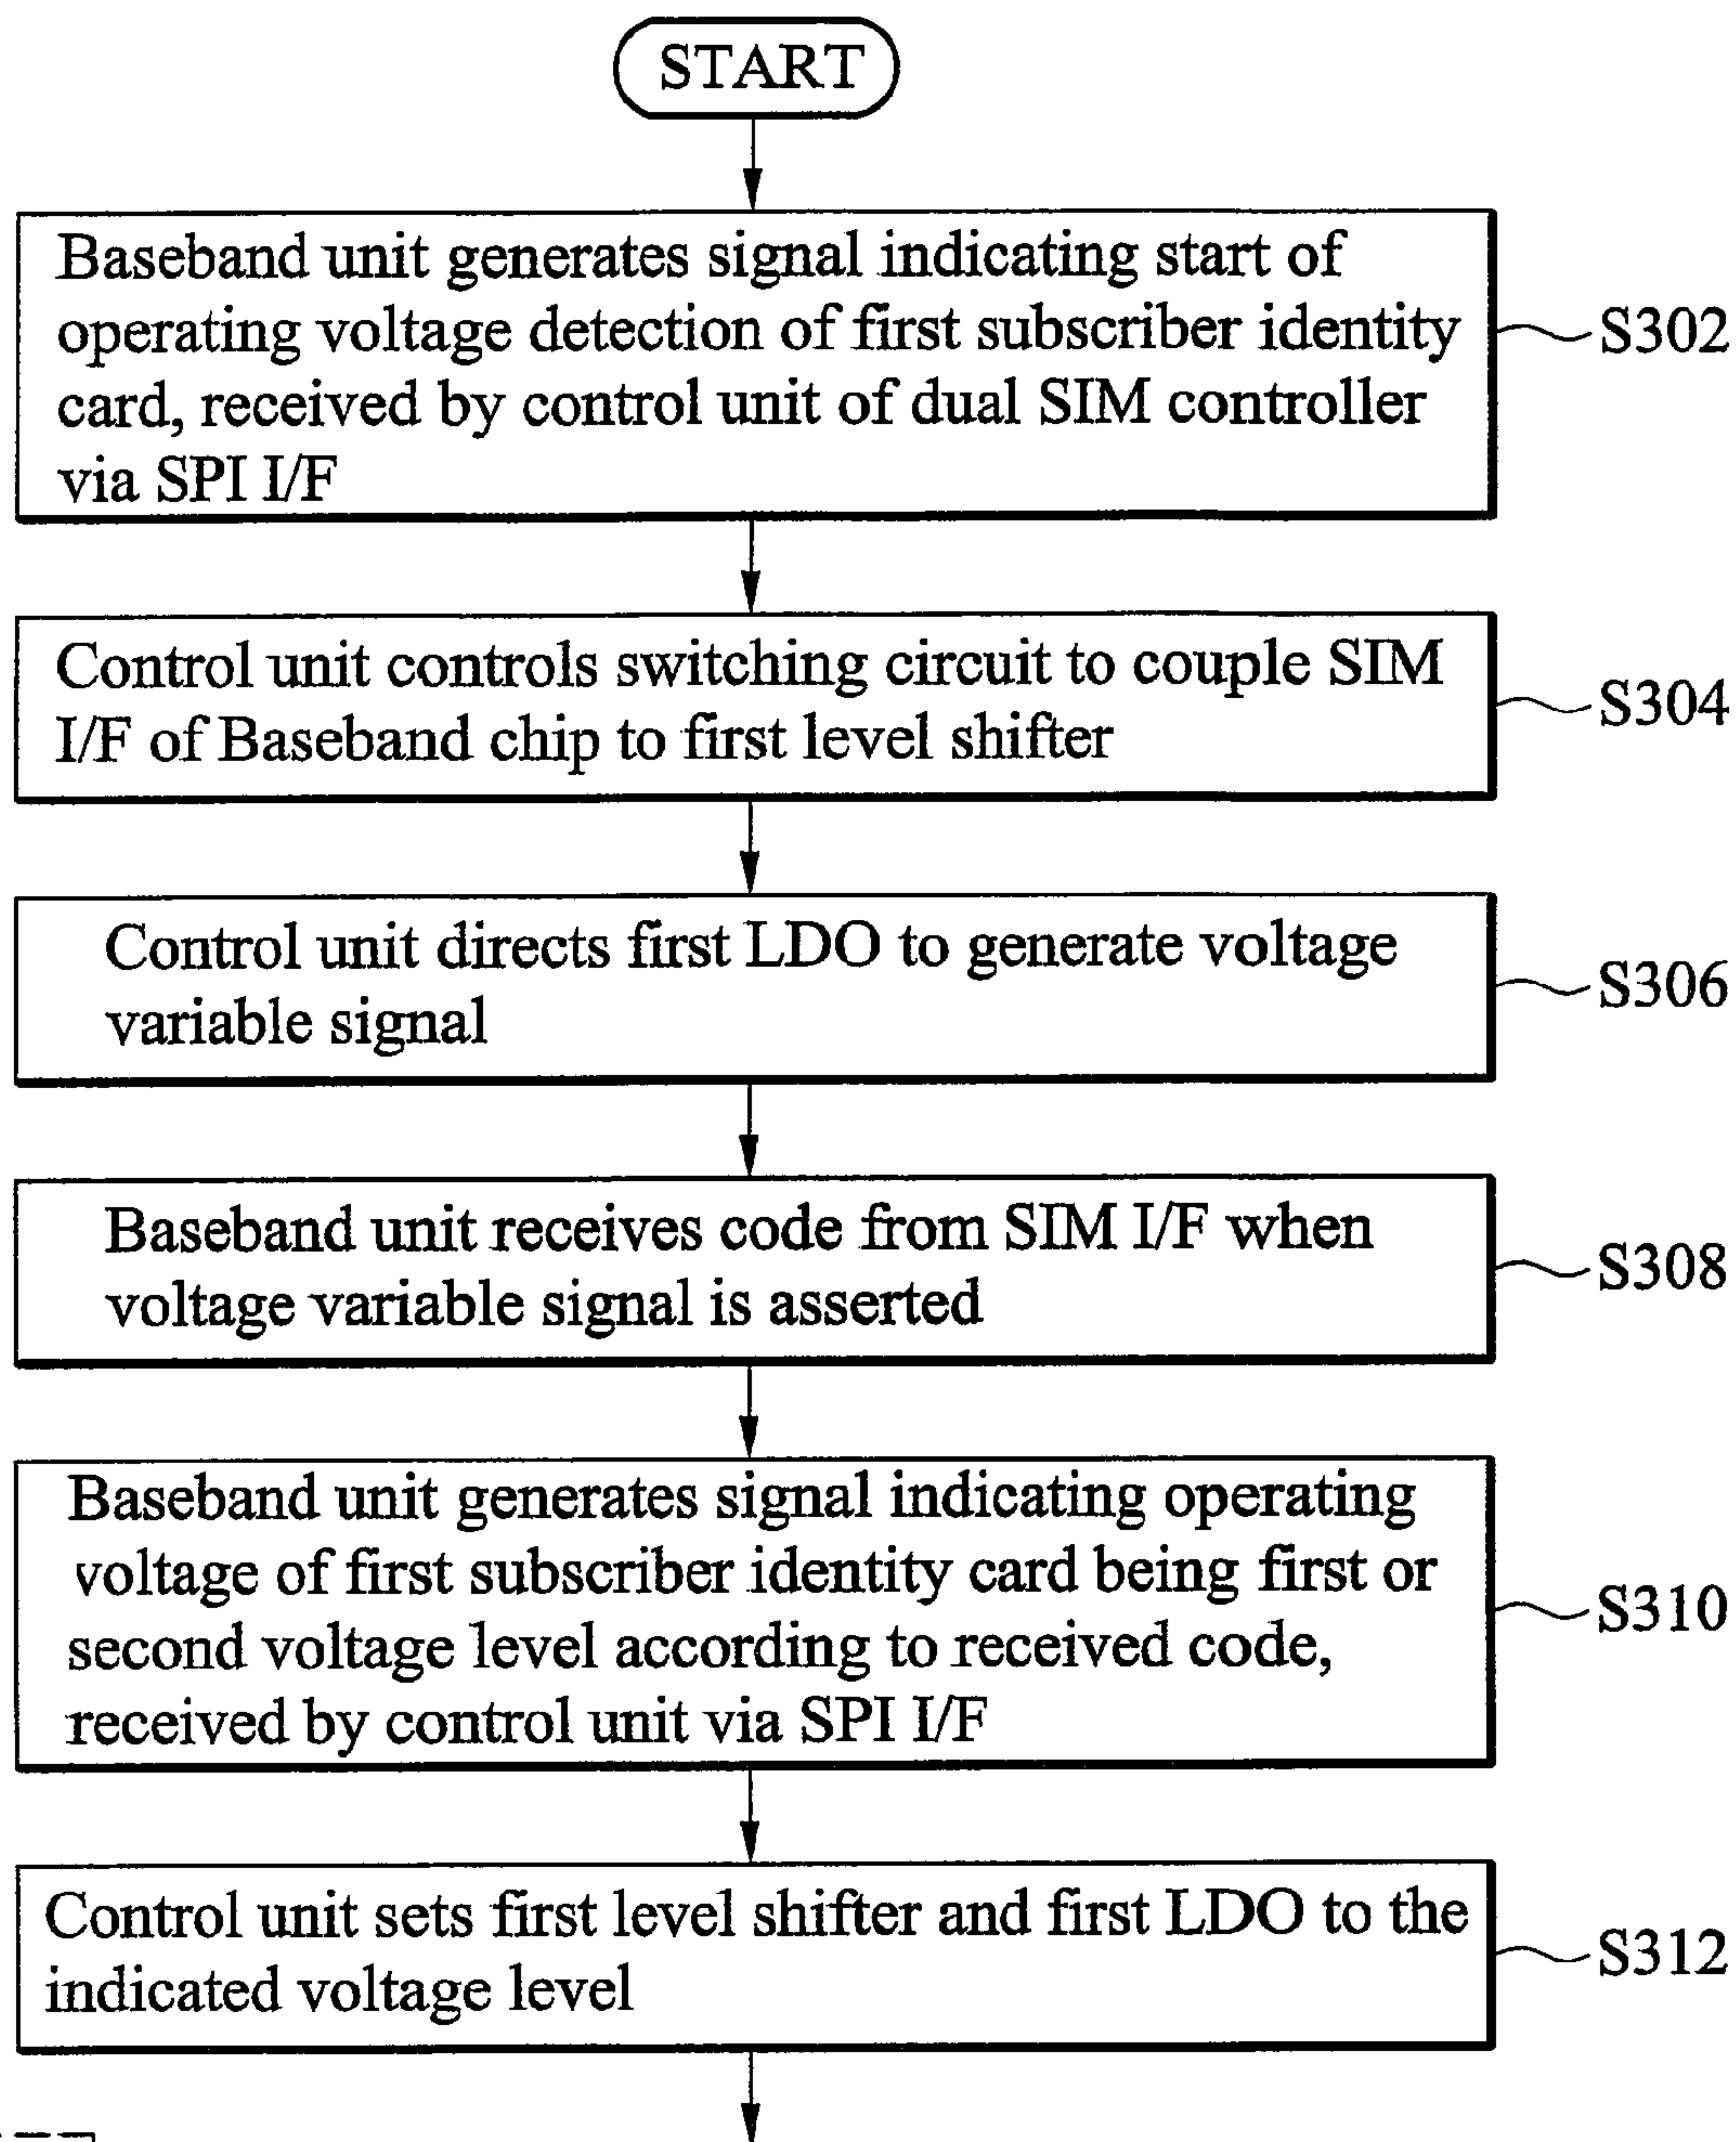 START
Baseband unit generates signal indicating start of
operating voltage detection of first subscriber identity
card, received by control unit of dual SIM controller
via SPI I/F
S302
Control unit controls switching circuit to couple SIM
I/F of Baseband chip to first level shifter
S304
Control unit directs first LDO to generate voltage
variable signal
S306
Baseband unit receives code from SIM I/F when
voltage variable signal is asserted
S308
Baseband unit generates signal indicating operating
voltage of first subscriber identity card being first or
second voltage level according to received code,
received by control unit via SPI I/F
S310
Control unit sets first level shifter and first LDO to the
indicated voltage level
S312